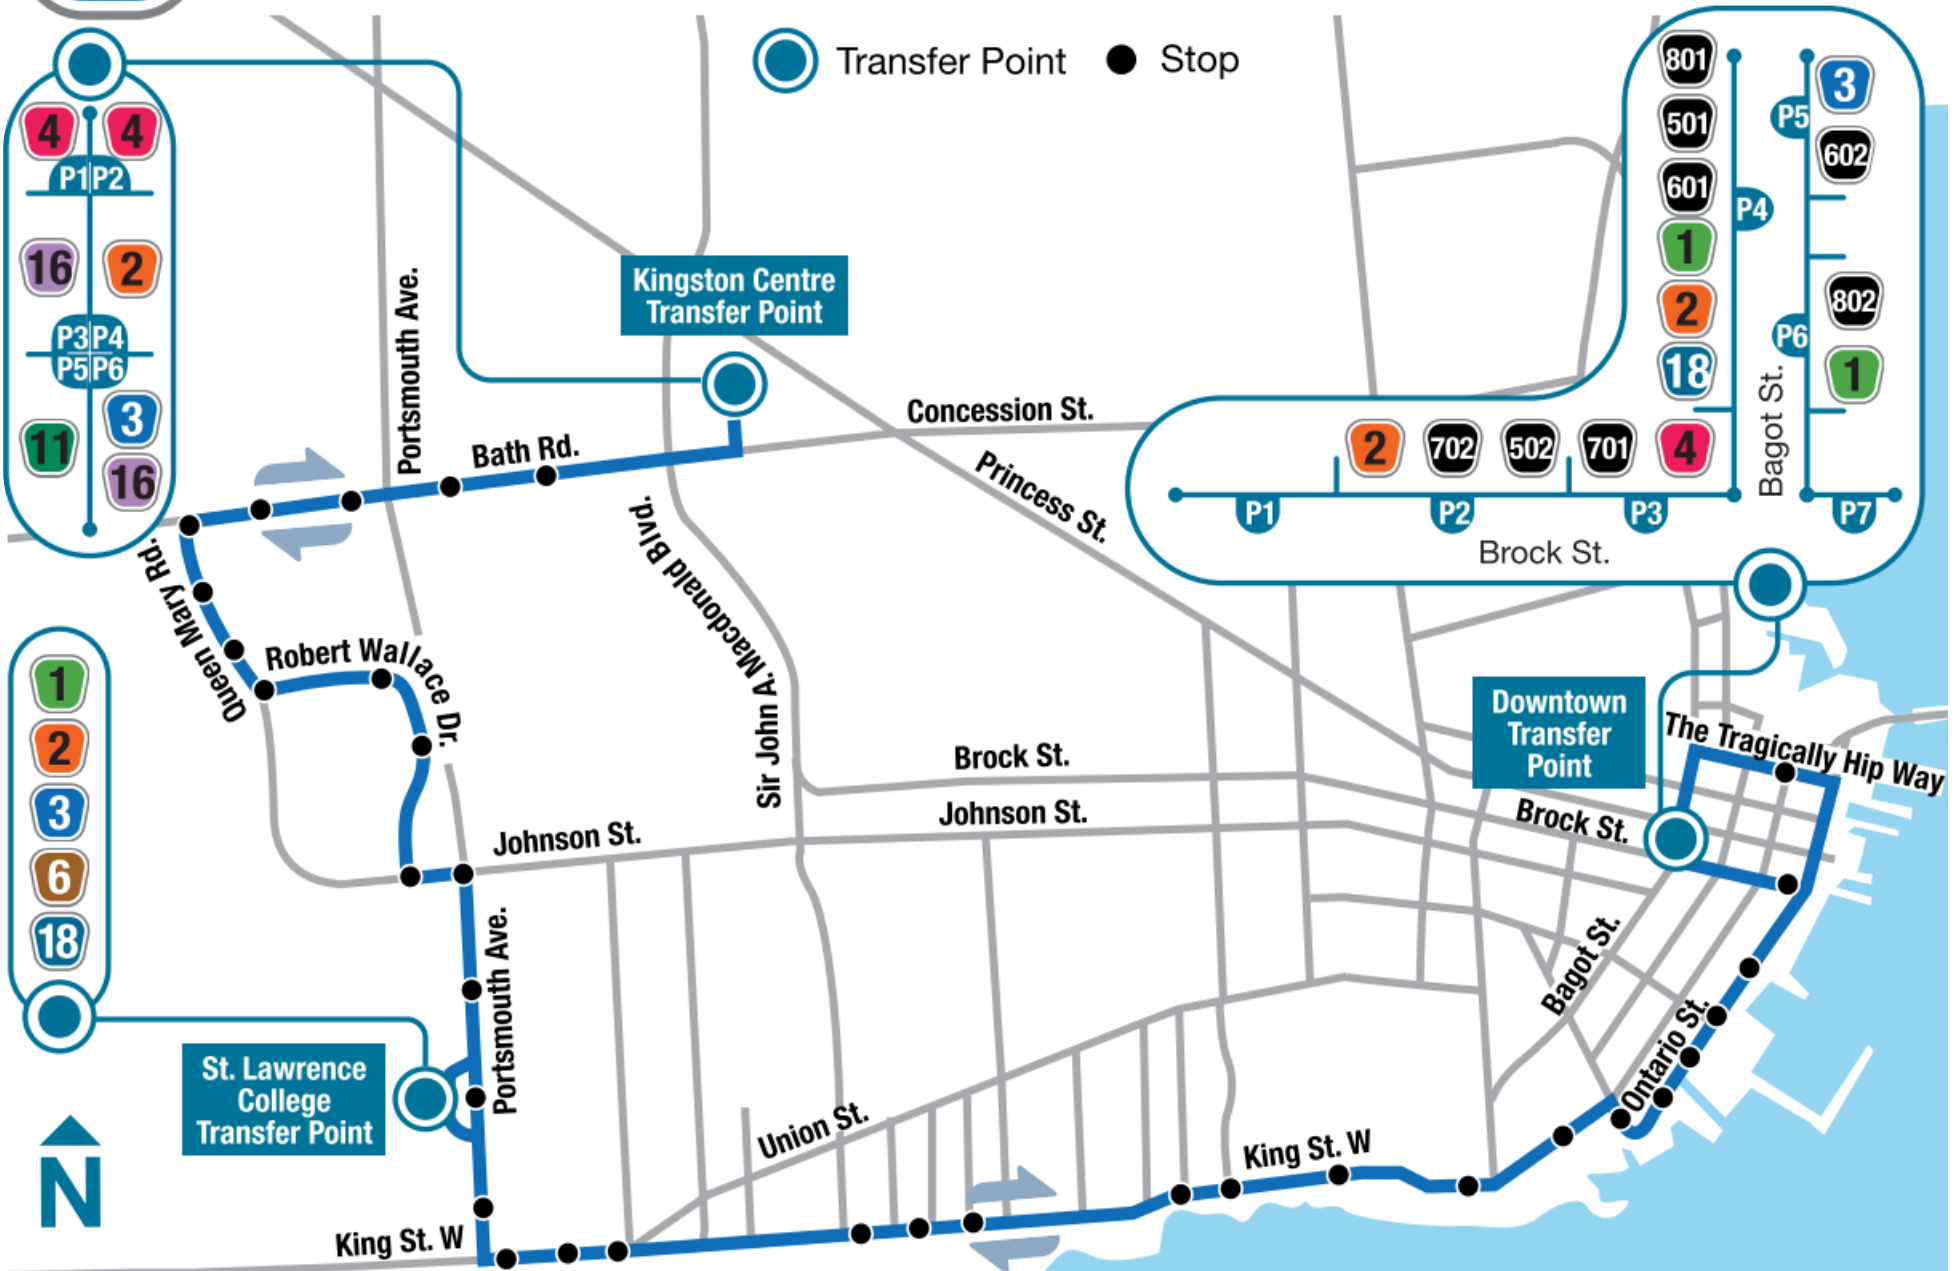 Transfer Point
Stop
4
4
P1
P2
16
2
P3
P4
P5
P6
11
3
16
801
501
601
1
2
18
P4
P5
3
602
802
P6
1
Bagot St.
2
702
502
701
4
P1
P2
P3
P7
Brock St.
Kingston Centre
Transfer Point
Portsmouth Ave.
Bath Rd.
Concession St.
Princess St.
Sir John A. Macdonald Blvd.
Queen Mary Rd.
Robert Wallace Dr.
1
2
3
6
18
Downtown
Transfer
Point
The Tragically Hip Way
Brock St.
Brock St.
Johnson St.
Johnson St.
Portsmouth Ave.
Bagot St.
Ontario St.
St. Lawrence
College
Transfer Point
Union St.
King St. W
King St. W
N